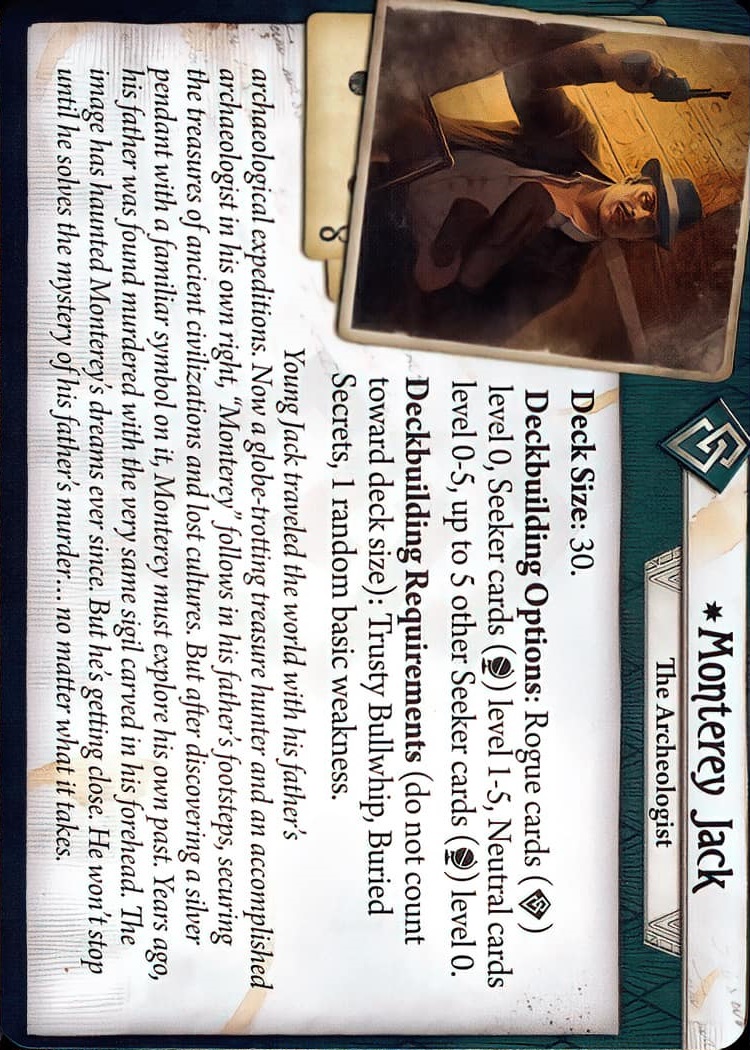 *Monterey Jack
The Archeologist
Deck Size: 30.
Deckbuilding Options: Rogue cards ( )
level 0, Seeker cards ( ) level 1-5, Neutral cards
level 0-5, up to 5 other Seeker cards ( ) level 0.
Deckbuilding Requirements (do not count
toward deck size): Trusty Bullwhip, Buried
Secrets, 1 random basic weakness.
Young Jack traveled the world with his father's
archaeological expeditions. Now a globe-trotting treasure hunter and an accomplished
archaeologist in his own right, "Monterey" follows in his father's footsteps, securing
the treasures of ancient civilizations and lost cultures. But after discovering a silver
pendant with a familiar symbol on it, Monterey must explore his own past. Years ago,
his father was found murdered with the very same sigil carved in his forehead. The
image has haunted Monterey's dreams ever since. But he's getting close. He won't stop
until he solves the mystery of his father's murder... no matter what it takes.
8